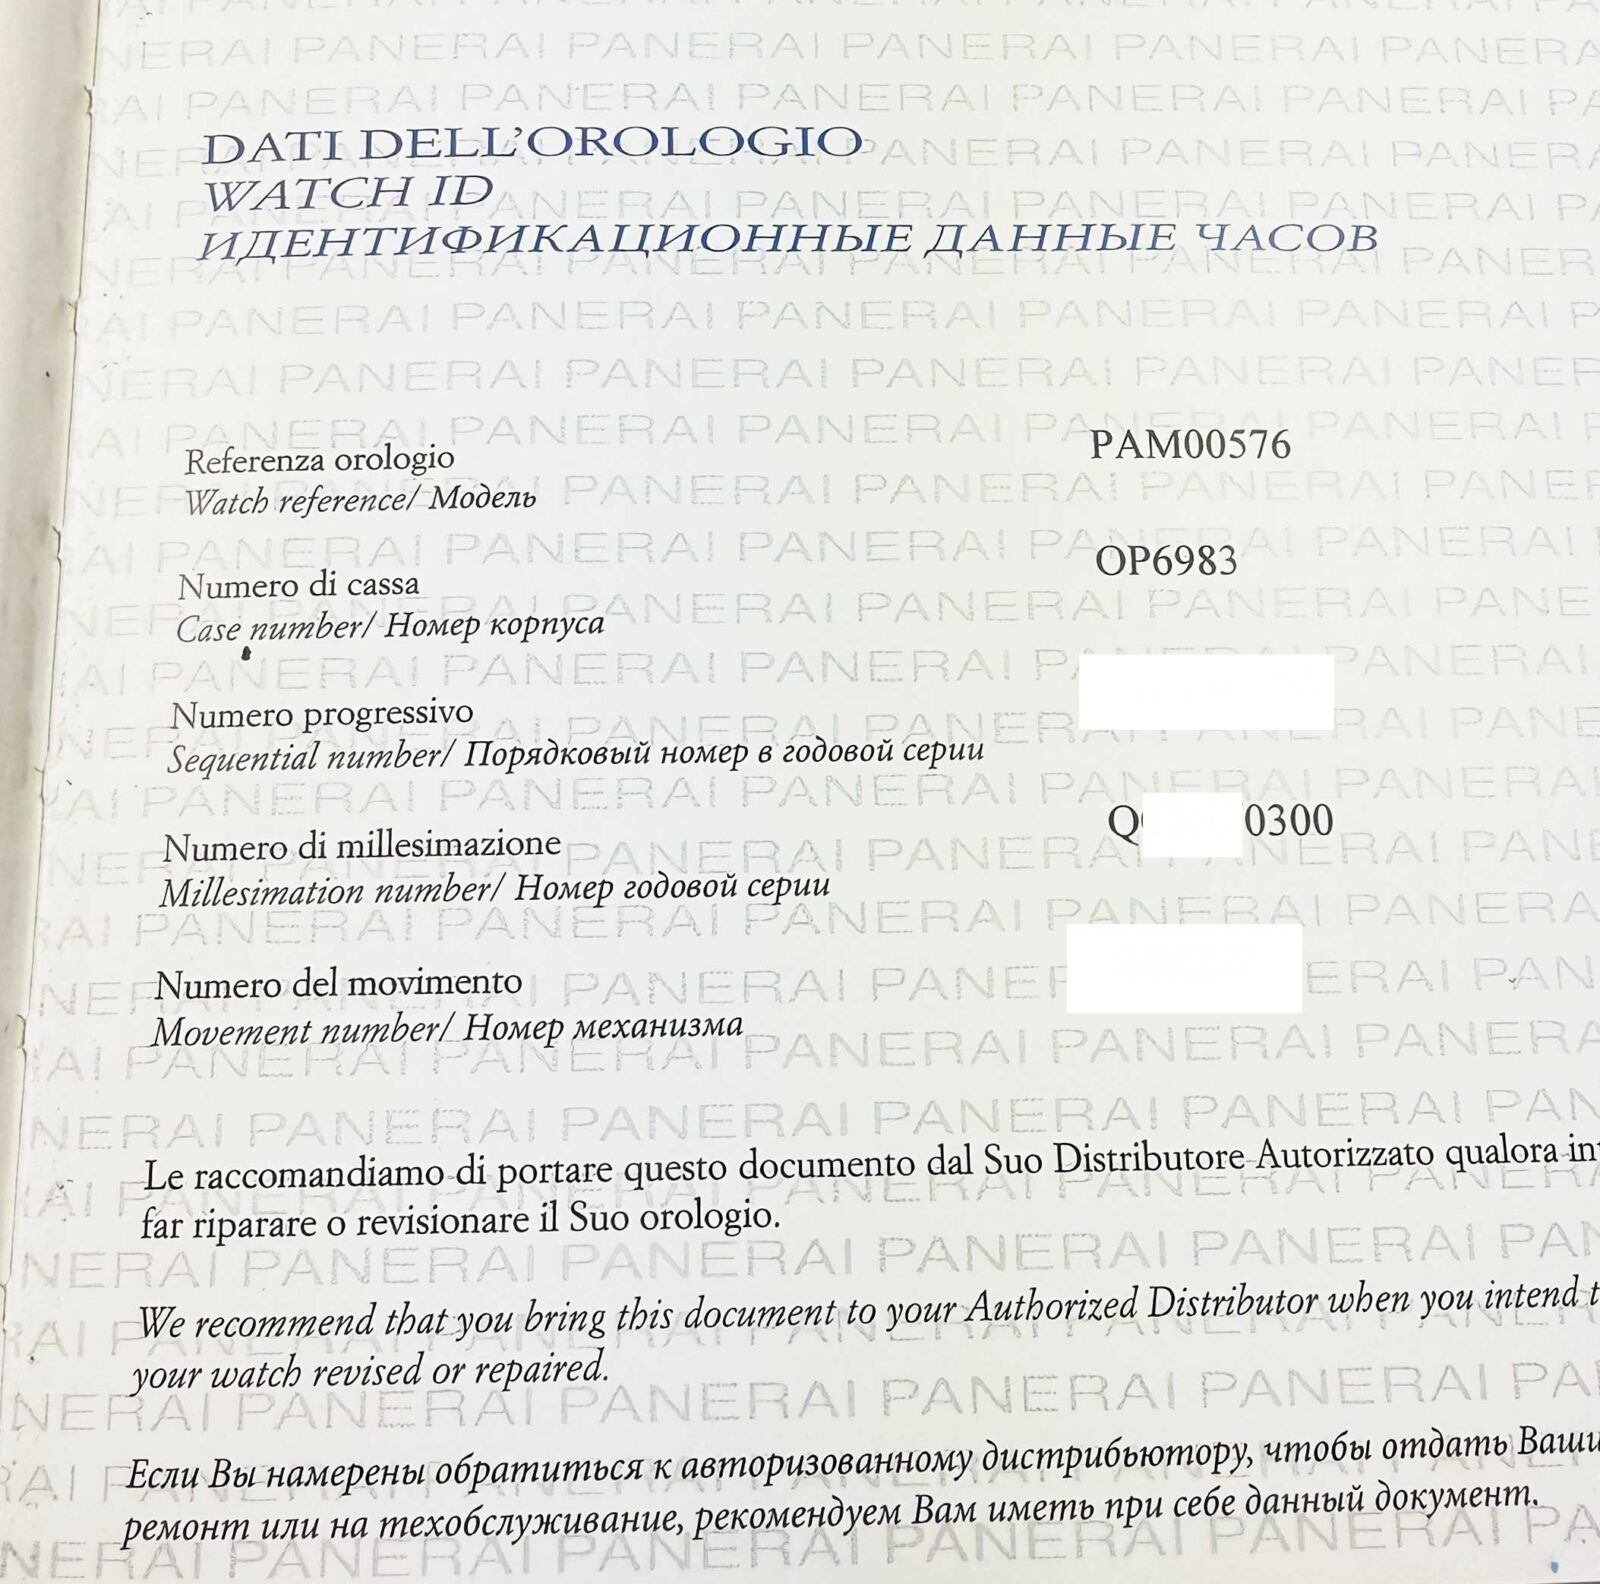 DATI DELL'OROLOGIO
WATCH ID
ИДЕНТИФИКАЦИОННЫЕ ДАННЫЕ ЧАСОВ
Referenza orologio PAM00576
Watch reference/ Модель
Numero di cassa OP6983
Case number/ Номер корпуса
Numero progressivo
Sequential number/ Порядковый номер в годовой серии
Numero di millesimazione Q 0300
Millesimation number/ Номер годовой серии
Numero del movimento
Movement number/ Номер механизма
Le raccomandiamo di portare questo documento dal Suo Distributore Autorizzato qualora
far riparare o revisionare il Suo orologio.
We recommend that you bring this document to your Authorized Distributor when you intend
your watch revised or repaired.
Если Вы намерены обратиться к авторизованному дистрибьютору, чтобы отдать
ремонт или на техобслуживание, рекомендуем Вам иметь при себе данный документ.